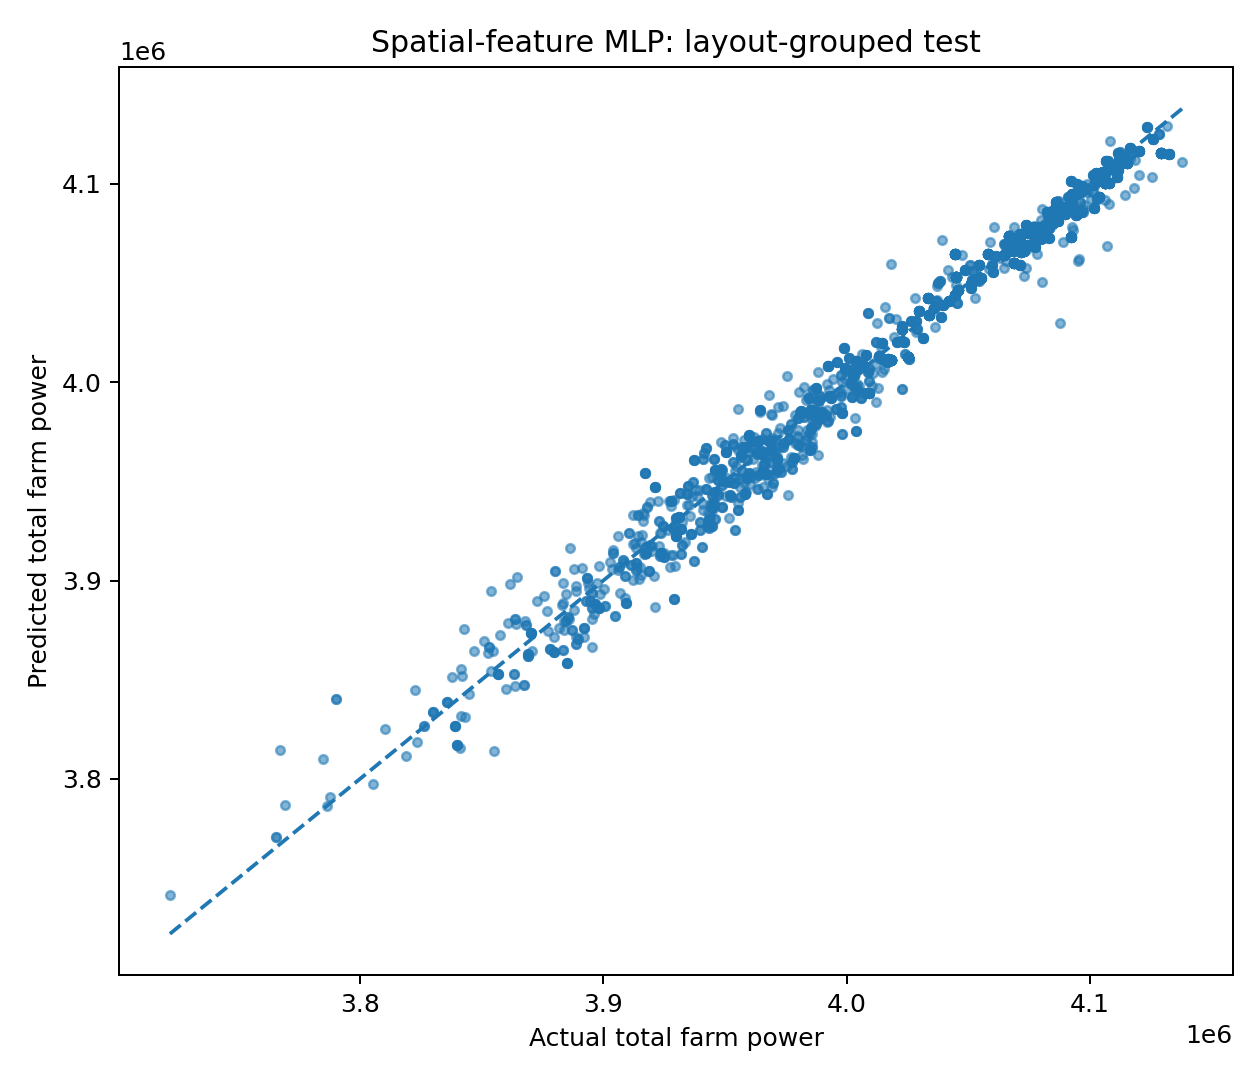 Spatial-feature MLP: layout-grouped test
1e6
4.1
4.0
3.9
3.8
Predicted total farm power
3.8 3.9 4.0 4.1
1e6
Actual total farm power